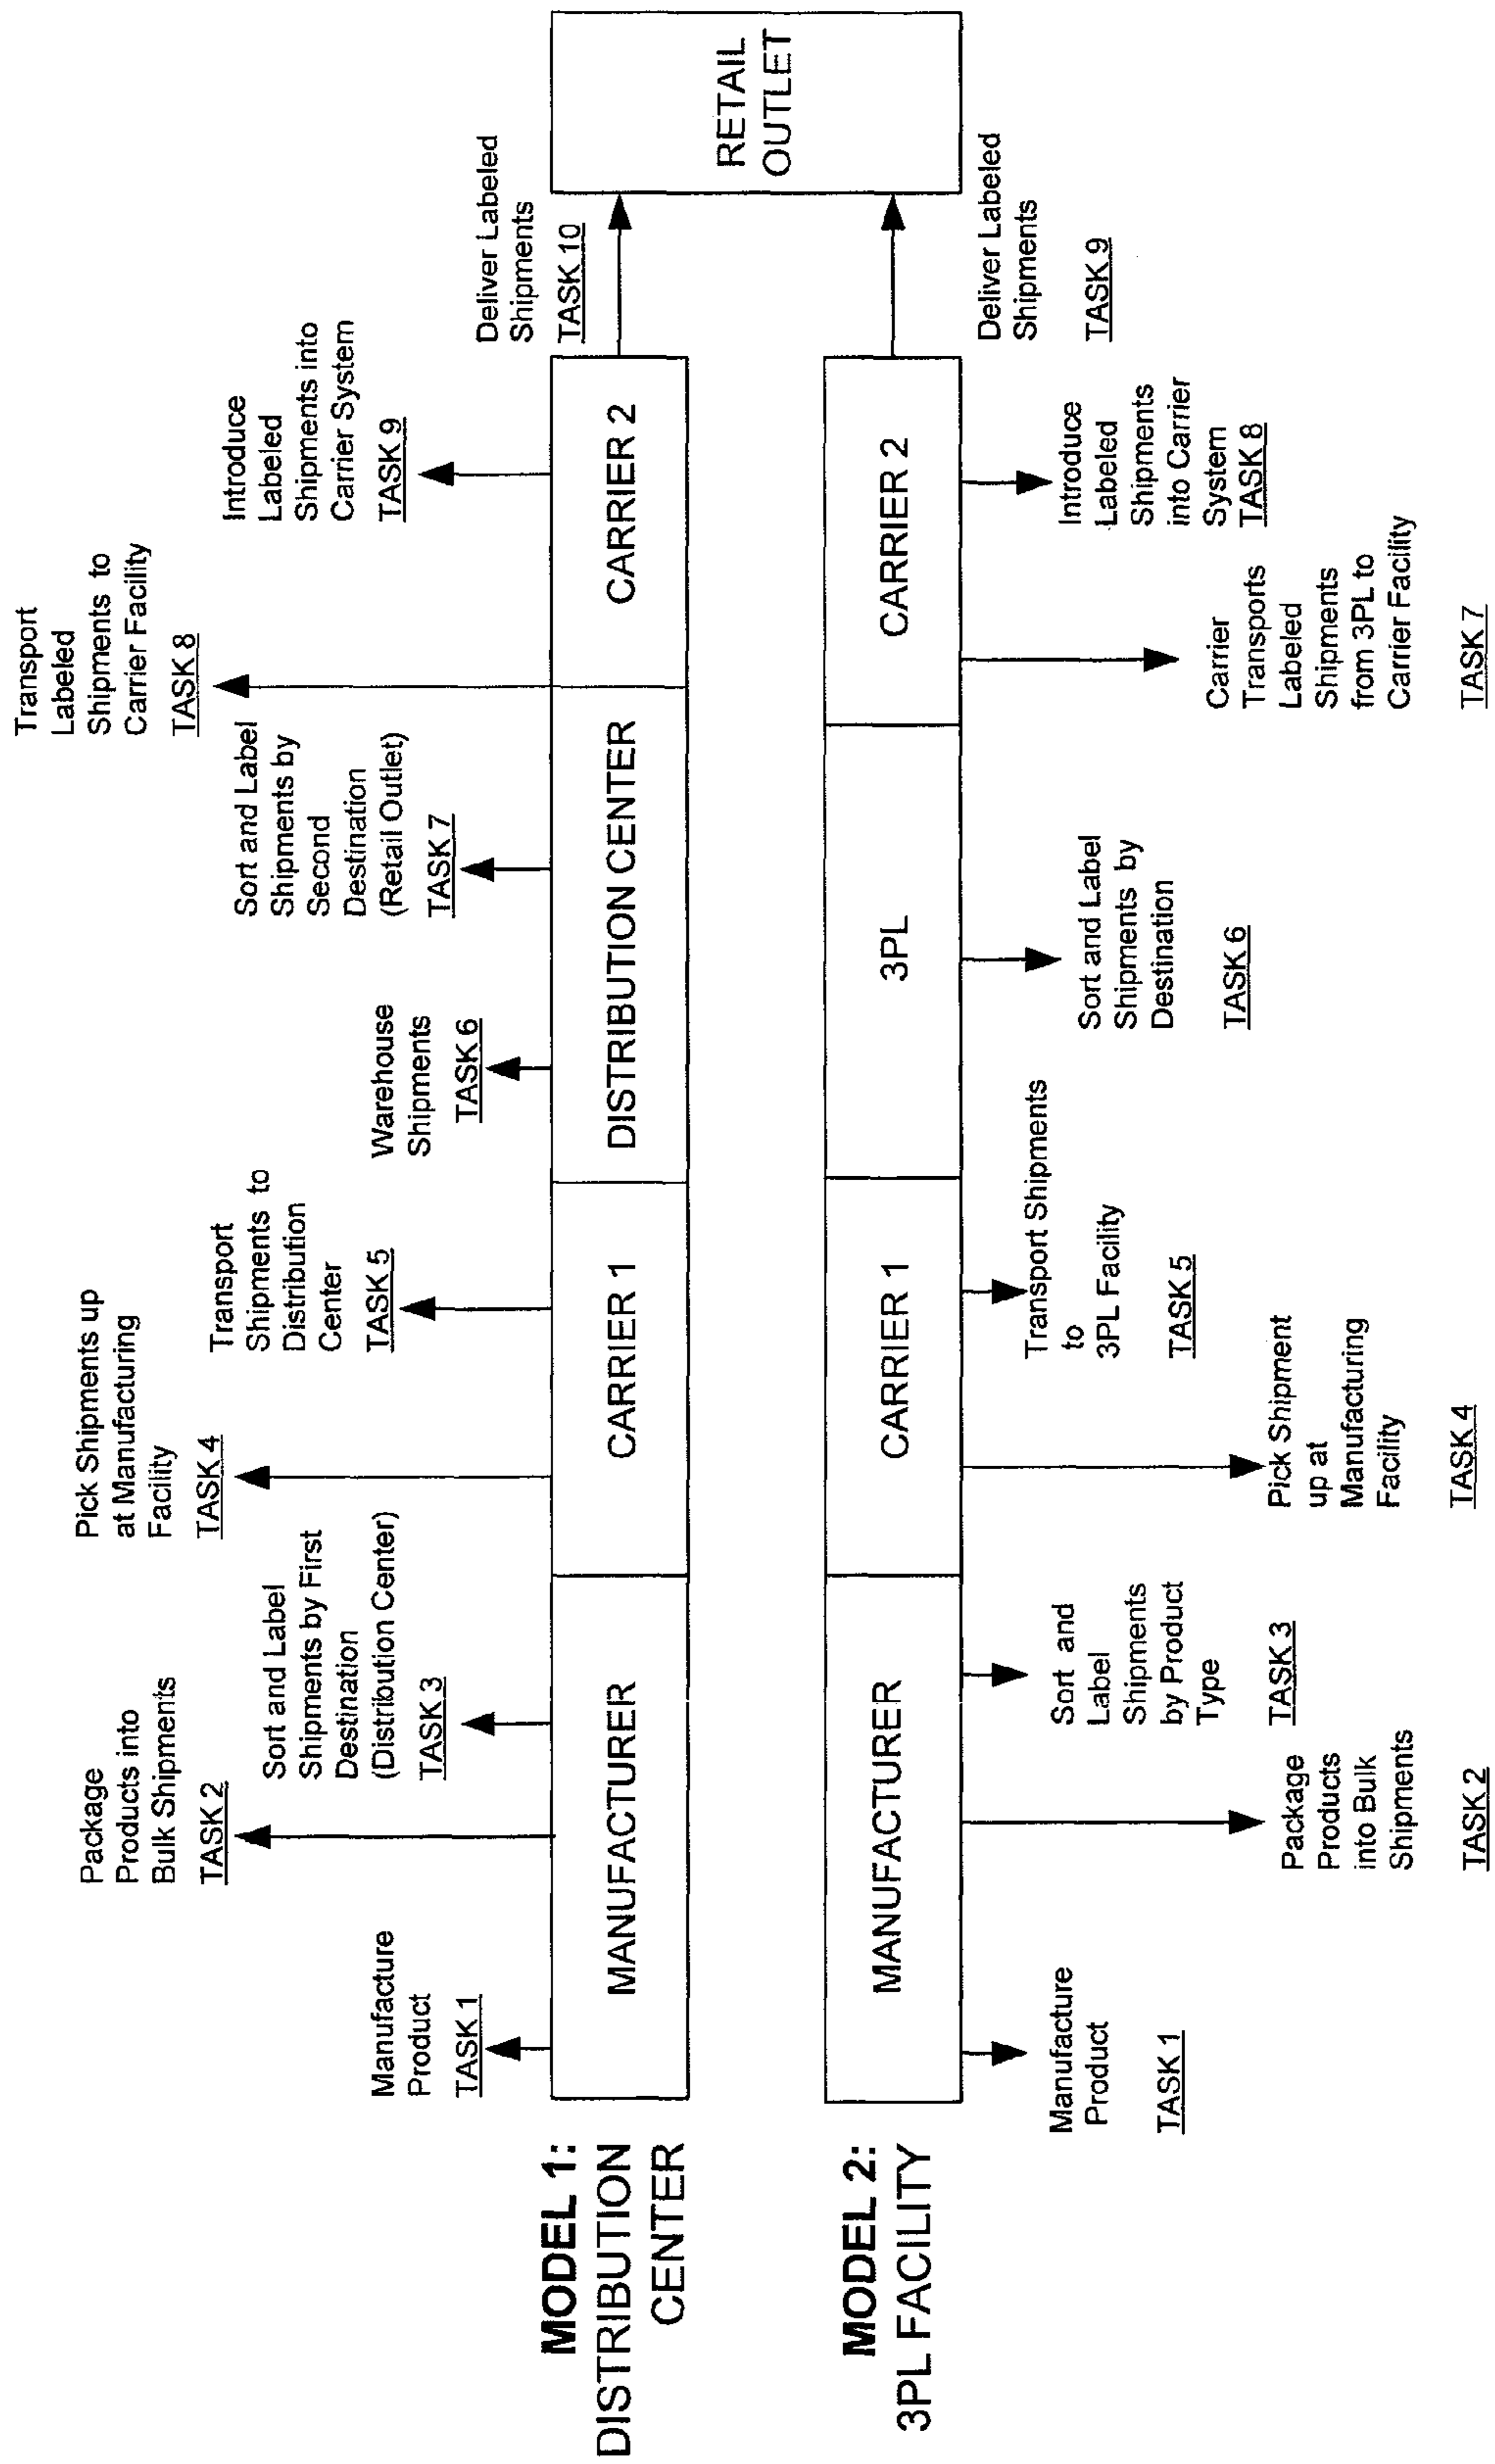 MODEL 1:
DISTRIBUTION
CENTER
Manufacture
Product
TASK 1
Package
Products into
Bulk Shipments
TASK 2
Sort and Label
Shipments by First
Destination
(Distribution Center)
TASK 3
Pick Shipments up
at Manufacturing
Facility
TASK 4
Transport
Shipments to
Distribution
Center
TASK 5
Warehouse
Shipments
TASK 6
Sort and Label
Shipments by
Second
Destination
(Retail Outlet)
TASK 7
Transport
Labeled
Shipments to
Carrier Facility
TASK 8
Introduce
Labeled
Shipments into
Carrier System
TASK 9
Deliver Labeled
Shipments
TASK 10
MANUFACTURER
CARRIER 1
DISTRIBUTION CENTER
CARRIER 2
RETAIL
OUTLET
MODEL 2:
3PL FACILITY
MANUFACTURER
CARRIER 1
3PL
CARRIER 2
Manufacture
Product
TASK 1
Package
Products
into Bulk
Shipments
TASK 2
Sort and
Label
Shipments
by Product
Type
TASK 3
Pick Shipment
up at
Manufacturing
Facility
TASK 4
Transport Shipments
to
3PL Facility
TASK 5
Sort and Label
Shipments by
Destination
TASK 6
Carrier
Transports
Labeled
Shipments
from 3PL to
Carrier Facility
TASK 7
Introduce
Labeled
Shipments
into Carrier
System
TASK 8
Deliver Labeled
Shipments
TASK 9